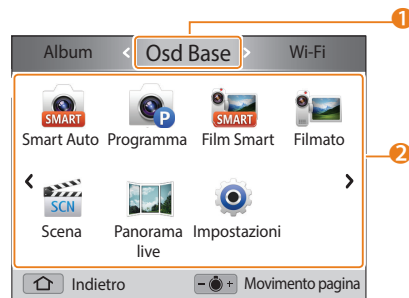 1
Album < Osd Base > Wi-Fi
2
SMART P SMART
Smart Auto Programma Film Smart Filmato
SCN
Scena Panorama live Impostazioni
Indietro - + Movimento pagina